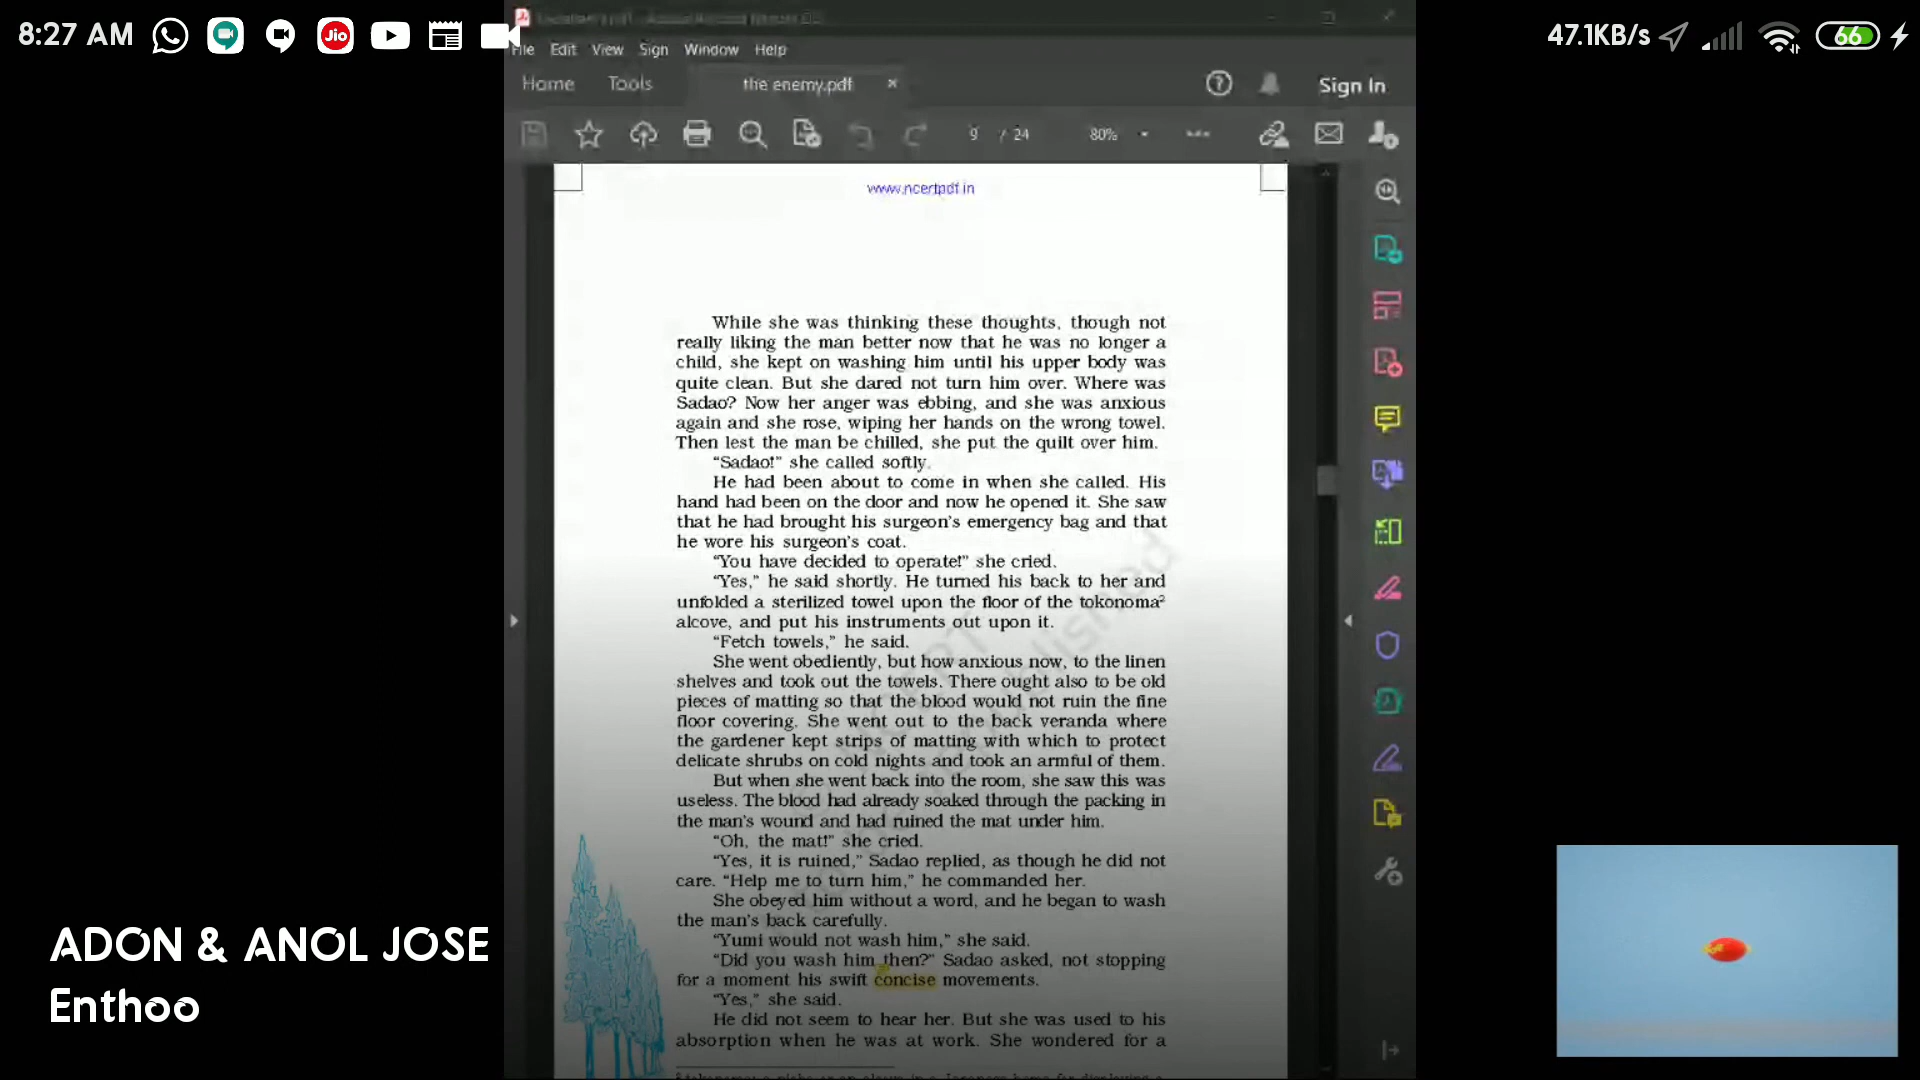 8:27 AM
Jio
47.1KB/s
66
File Edit View Sign Window Help
Home Tools the enemy.pdf × Sign In
9 / 24 80%
www.ncertpdf.in
While she was thinking these thoughts, though not
really liking the man better now that he was no longer a
child, she kept on washing him until his upper body was
quite clean. But she dared not turn him over. Where was
Sadao? Now her anger was ebbing, and she was anxious
again and she rose, wiping her hands on the wrong towel.
Then lest the man be chilled, she put the quilt over him.
“Sadao!” she called softly.
He had been about to come in when she called. His
hand had been on the door and now he opened it. She saw
that he had brought his surgeon’s emergency bag and that
he wore his surgeon’s coat.
“You have decided to operate!” she cried.
“Yes,” he said shortly. He turned his back to her and
unfolded a sterilized towel upon the floor of the tokonoma²
alcove, and put his instruments out upon it.
“Fetch towels,” he said.
She went obediently, but how anxious now, to the linen
shelves and took out the towels. There ought also to be old
pieces of matting so that the blood would not ruin the fine
floor covering. She went out to the back veranda where
the gardener kept strips of matting with which to protect
delicate shrubs on cold nights and took an armful of them.
But when she went back into the room, she saw this was
useless. The blood had already soaked through the packing in
the man’s wound and had ruined the mat under him.
“Oh, the mat!” she cried.
“Yes, it is ruined,” Sadao replied, as though he did not
care. “Help me to turn him,” he commanded her.
She obeyed him without a word, and he began to wash
the man’s back carefully.
“Yumi would not wash him,” she said.
“Did you wash him then?” Sadao asked, not stopping
for a moment his swift concise movements.
“Yes,” she said.
He did not seem to hear her. But she was used to his
absorption when he was at work. She wondered for a
ADON & ANOL JOSE
Enthoo